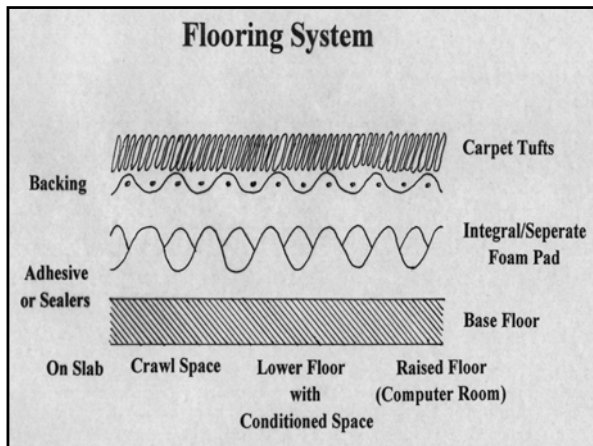 Flooring System
Carpet Tufts
Backing
Integral/Seperate
Foam Pad
Adhesive
or Sealers
Base Floor
On Slab
Crawl Space
Lower Floor
with
Conditioned Space
Raised Floor
(Computer Room)